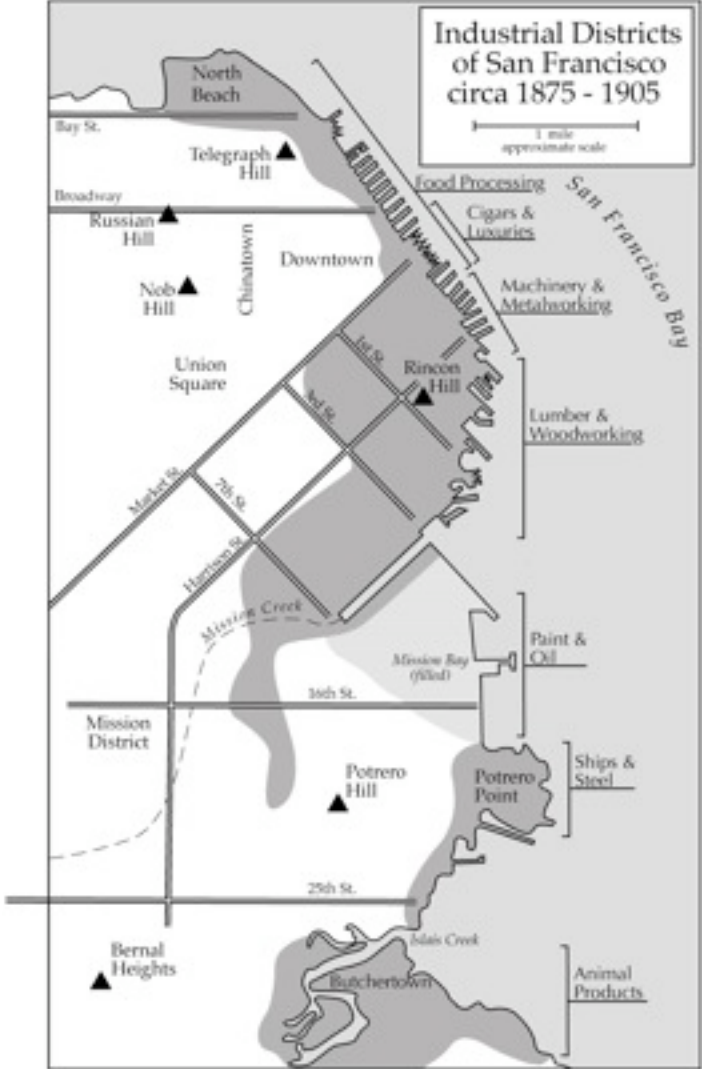 Industrial Districts
of San Francisco
circa 1875 - 1905
1 mile
approximate scale
North
Beach
Bay St.
Telegraph
Hill
Food Processing
San Francisco Bay
Broadway
Russian
Hill
Cigars &
Luxuries
Chinatown
Downtown
Nob
Hill
Machinery &
Metalworking
Union
Square
1st St.
Rincon
Hill
3rd St.
Lumber &
Woodworking
Market St.
7th St.
Harrison St.
Mission Creek
Mission Bay
(filled)
Paint &
Oil
16th St.
Mission
District
Potrero
Hill
Potrero
Point
Ships &
Steel
25th St.
Islais Creek
Bernal
Heights
Butchertown
Animal
Products